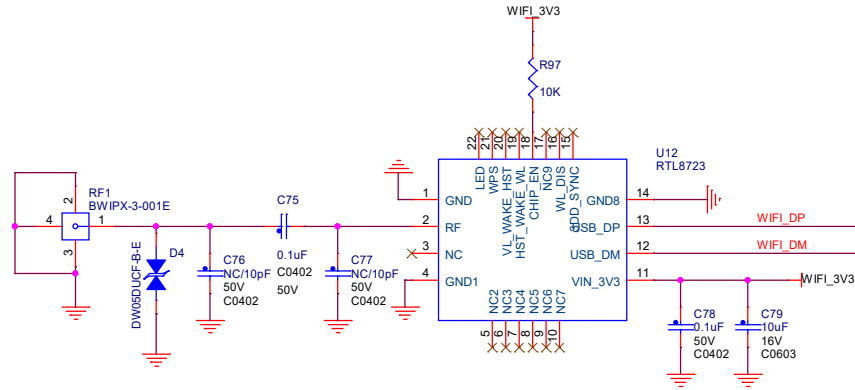 WIFI_3V3
R97
10K
U12
RTL8723
22
21
20
19
18
17
16
15
LED
WPS
VL_WAKE_HST
HST_WAKE_WL
CHIP_EN
NC9
WL_DIS
RF1
BWIPX-3-001E
2
4
1
3
DW05DUCF-B-E
D4
C76
NC/10pF
50V
C0402
C75
0.1uF
C0402
50V
C77
NC/10pF
50V
C0402
1
GND
2
RF
3
NC
4
GND1
GND8
14
13
WIFI_DP
USB_DM
12
WIFI_DM
VIN_3V3
11
WIFI_3V3
NC2
NC3
NC4
NC5
NC6
NC7
5
6
7
8
9
10
C78
0.1uF
50V
C0402
C79
10uF
16V
C0603